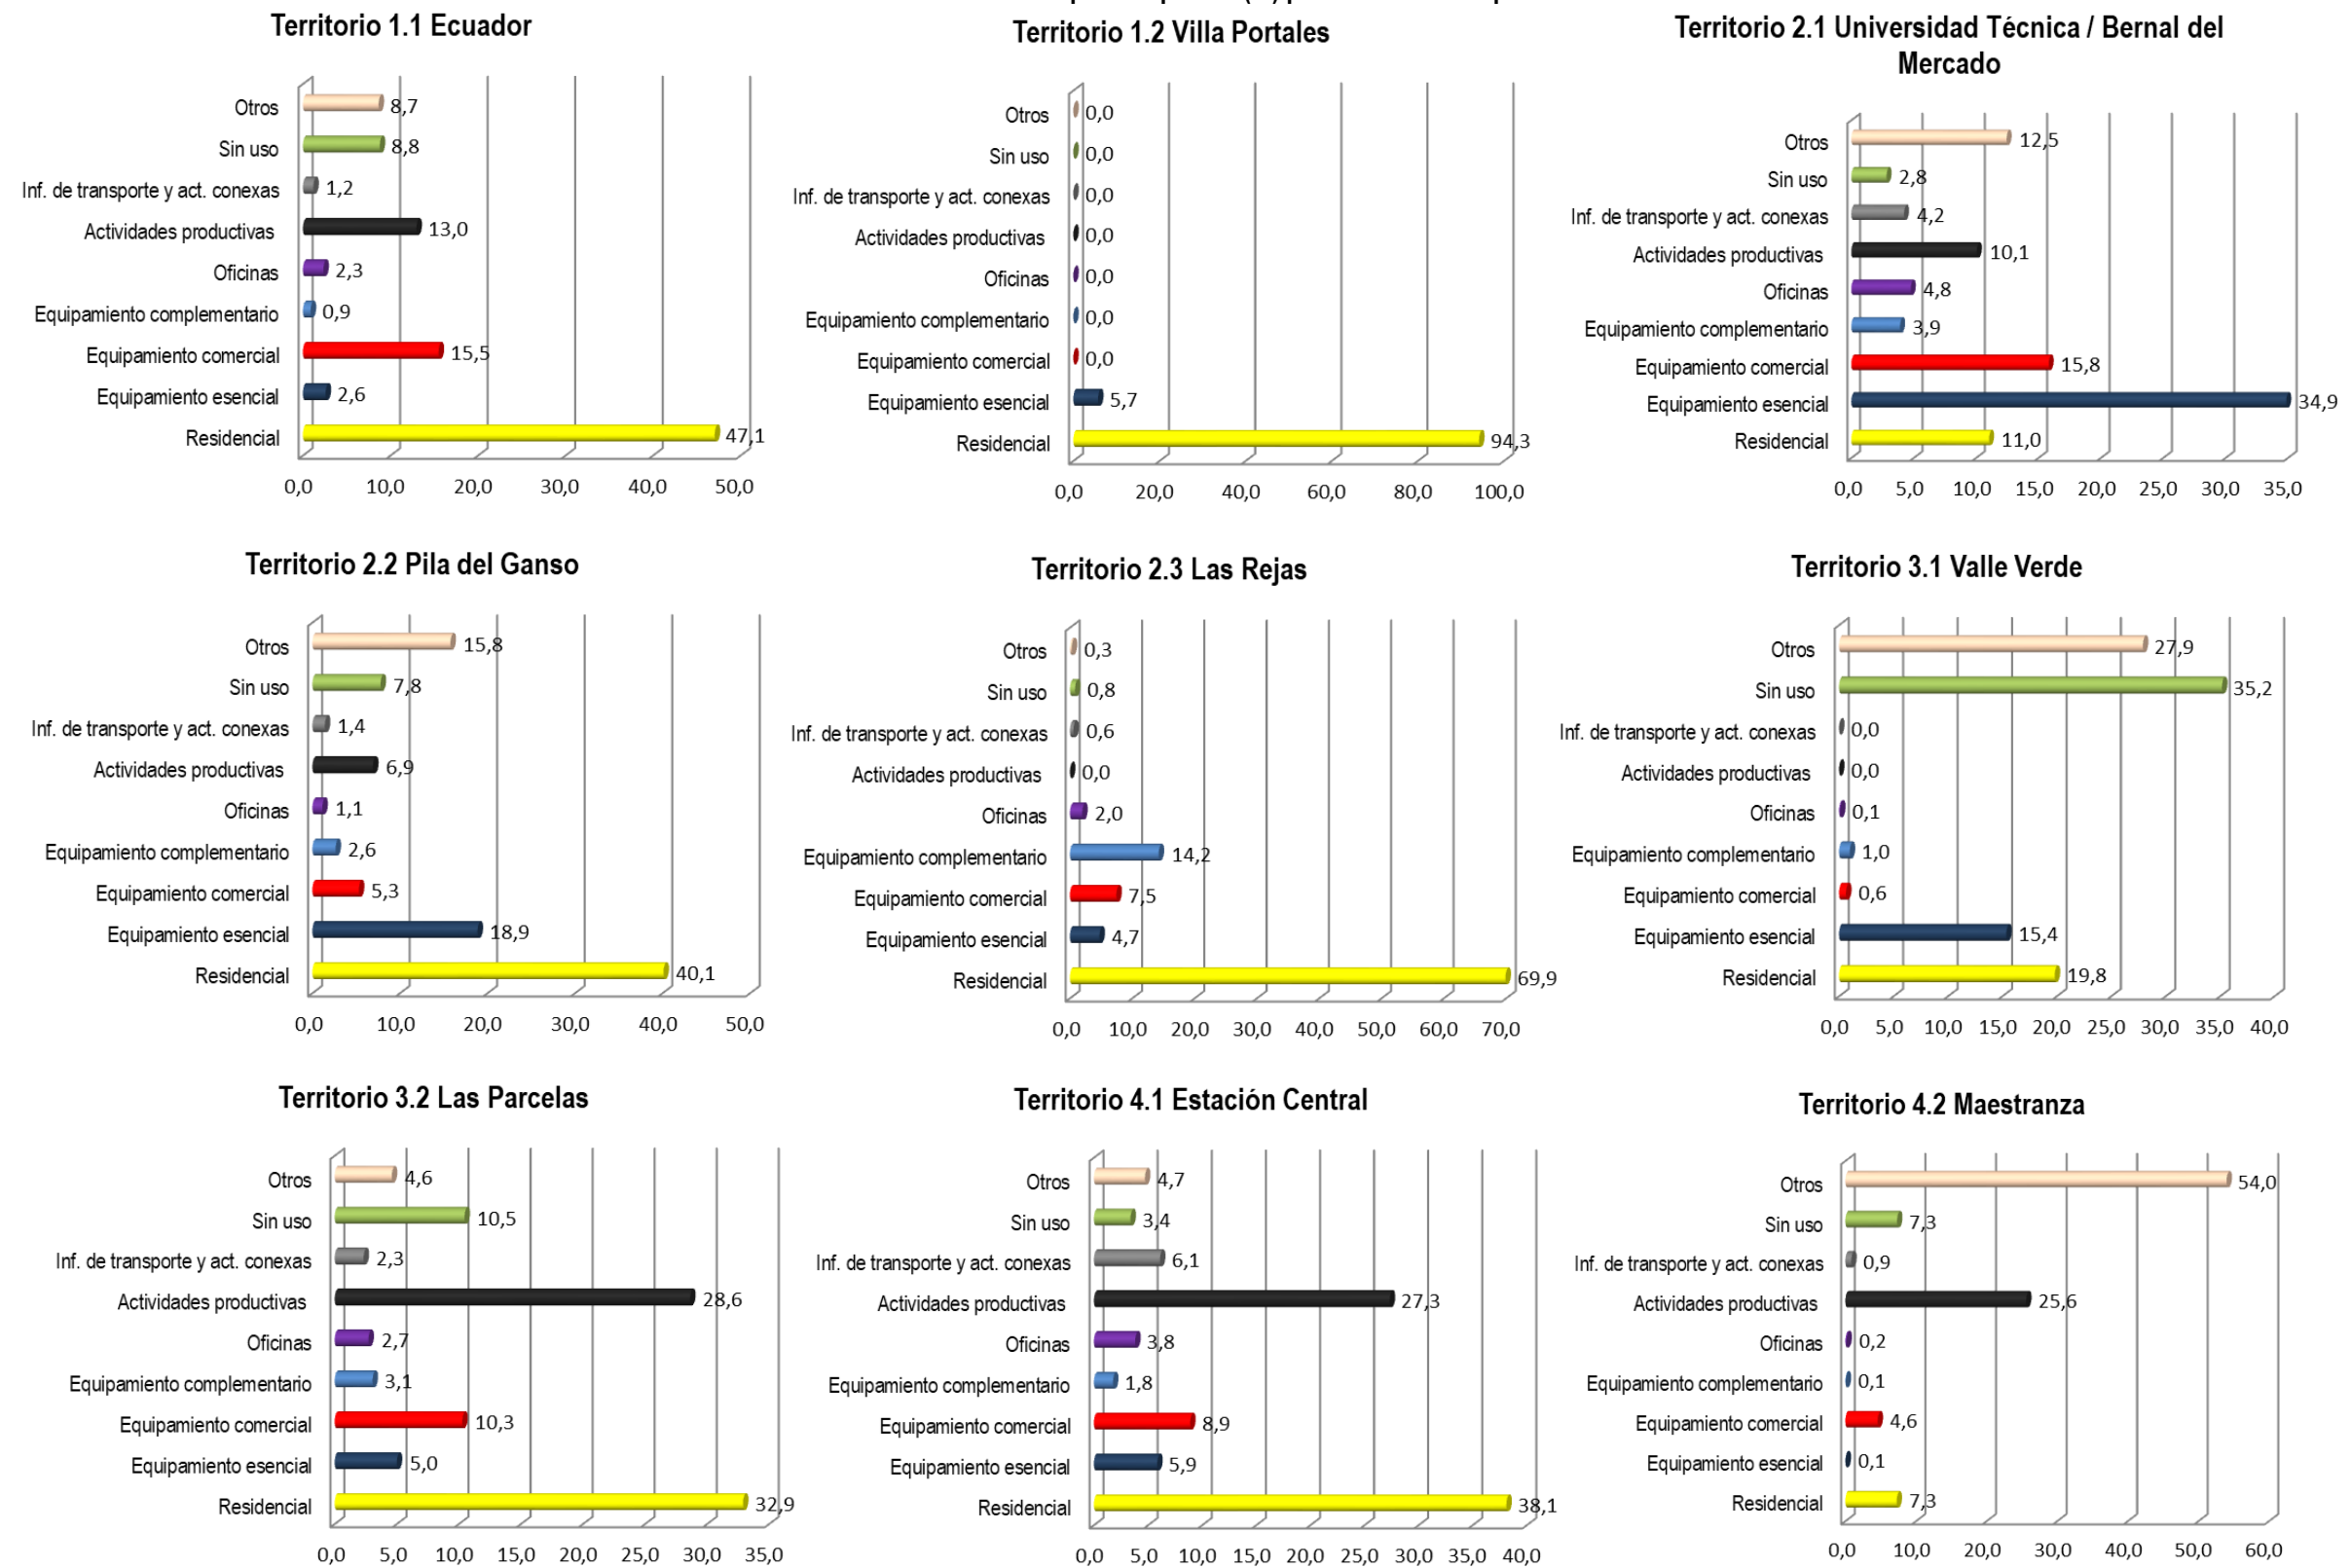 Territorio 1.1 Ecuador
Otros 8,7
Sin uso 8,8
Inf. de transporte y act. conexas 1,2
Actividades productivas 13,0
Oficinas 2,3
Equipamiento complementario 0,9
Equipamiento comercial 15,5
Equipamiento esencial 2,6
Residencial 47,1
0,0 10,0 20,0 30,0 40,0 50,0
Territorio 1.2 Villa Portales
Otros 0,0
Sin uso 0,0
Inf. de transporte y act. conexas 0,0
Actividades productivas 0,0
Oficinas 0,0
Equipamiento complementario 0,0
Equipamiento comercial 0,0
Equipamiento esencial 5,7
Residencial 94,3
0,0 20,0 40,0 60,0 80,0 100,0
Territorio 2.1 Universidad Técnica / Bernal del
Mercado
Otros 12,5
Sin uso 2,8
Inf. de transporte y act. conexas 4,2
Actividades productivas 10,1
Oficinas 4,8
Equipamiento complementario 3,9
Equipamiento comercial 15,8
Equipamiento esencial 34,9
Residencial 11,0
0,0 5,0 10,0 15,0 20,0 25,0 30,0 35,0
Territorio 2.2 Pila del Ganso
Otros 15,8
Sin uso 7,8
Inf. de transporte y act. conexas 1,4
Actividades productivas 6,9
Oficinas 1,1
Equipamiento complementario 2,6
Equipamiento comercial 5,3
Equipamiento esencial 18,9
Residencial 40,1
0,0 10,0 20,0 30,0 40,0 50,0
Territorio 2.3 Las Rejas
Otros 0,3
Sin uso 0,8
Inf. de transporte y act. conexas 0,6
Actividades productivas 0,0
Oficinas 2,0
Equipamiento complementario 14,2
Equipamiento comercial 7,5
Equipamiento esencial 4,7
Residencial 69,9
0,0 10,0 20,0 30,0 40,0 50,0 60,0 70,0
Territorio 3.1 Valle Verde
Otros 27,9
Sin uso 35,2
Inf. de transporte y act. conexas 0,0
Actividades productivas 0,0
Oficinas 0,1
Equipamiento complementario 1,0
Equipamiento comercial 0,6
Equipamiento esencial 15,4
Residencial 19,8
0,0 5,0 10,0 15,0 20,0 25,0 30,0 35,0 40,0
Territorio 3.2 Las Parcelas
Otros 4,6
Sin uso 10,5
Inf. de transporte y act. conexas 2,3
Actividades productivas 28,6
Oficinas 2,7
Equipamiento complementario 3,1
Equipamiento comercial 10,3
Equipamiento esencial 5,0
Residencial 32,9
0,0 5,0 10,0 15,0 20,0 25,0 30,0 35,0
Territorio 4.1 Estación Central
Otros 4,7
Sin uso 3,4
Inf. de transporte y act. conexas 6,1
Actividades productivas 27,3
Oficinas 3,8
Equipamiento complementario 1,8
Equipamiento comercial 8,9
Equipamiento esencial 5,9
Residencial 38,1
0,0 5,0 10,0 15,0 20,0 25,0 30,0 35,0 40,0
Territorio 4.2 Maestranza
Otros 54,0
Sin uso 7,3
Inf. de transporte y act. conexas 0,9
Actividades productivas 25,6
Oficinas 0,2
Equipamiento complementario 0,1
Equipamiento comercial 4,6
Equipamiento esencial 0,1
Residencial 7,3
0,0 10,0 20,0 30,0 40,0 50,0 60,0